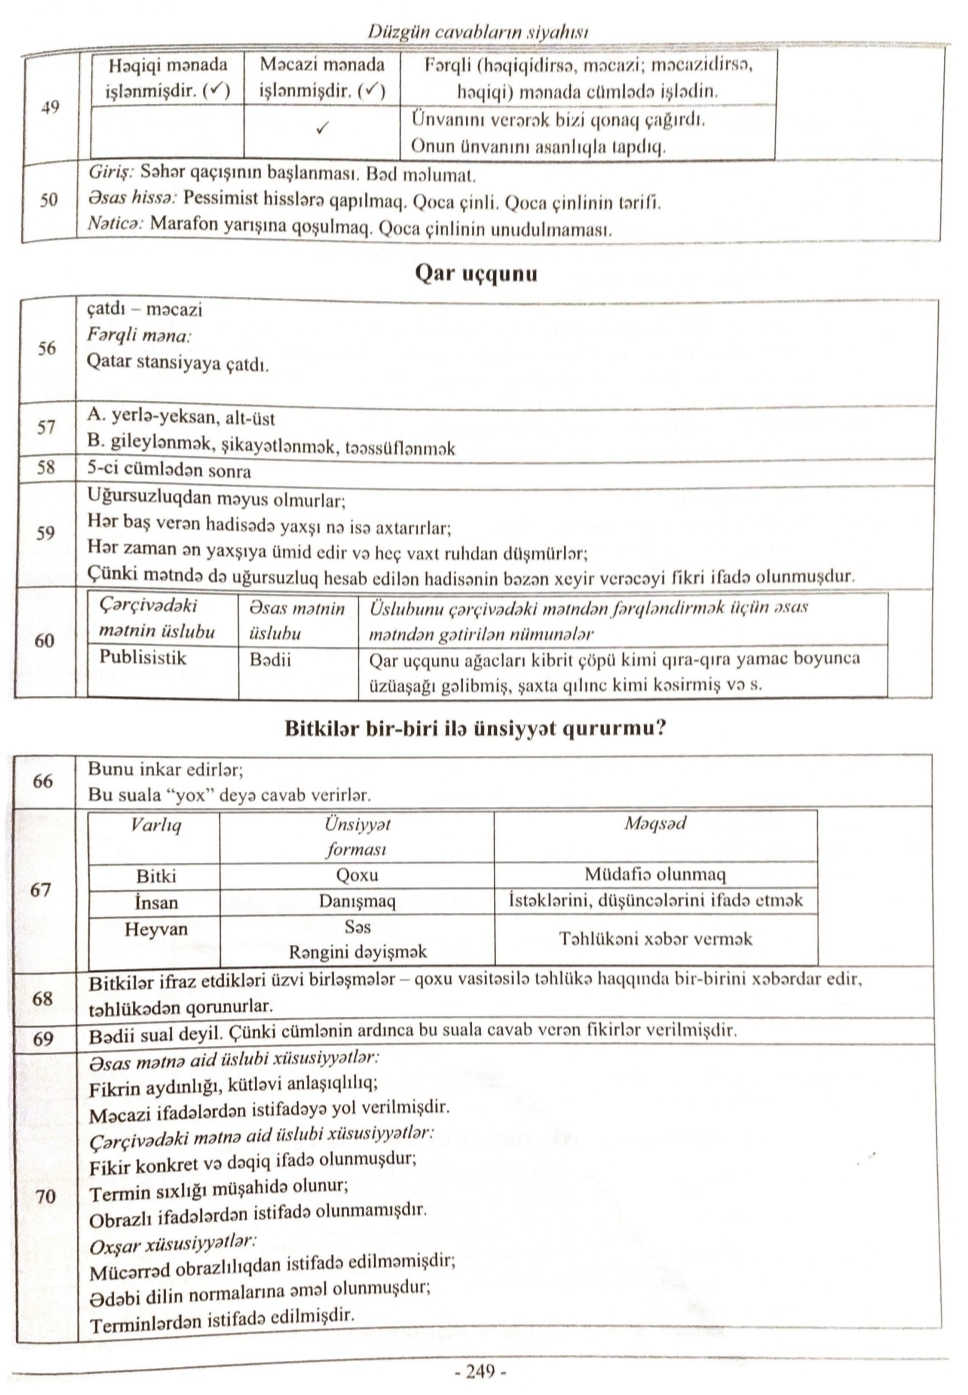 Düzgün cavabların siyahısı
49
Həqiqi mənada işlənmişdir. (✓)
Məcazi mənada işlənmişdir. (✓)
Fərqli (həqiqidirsə, məcazi; məcazidirsə, həqiqi) mənada cümlədə işlədin.
✓
Ünvanını verərək bizi qonaq çağırdı.
Onun ünvanını asanlıqla tapdıq.
50
Giriş: Səhər qaçışının başlanması. Bəd məlumat.
Əsas hissə: Pessimist hisslərə qapılmaq. Qoca çinli. Qoca çinlinin tərifi.
Nəticə: Marafon yarışına qoşulmaq. Qoca çinlinin unudulmaması.
Qar uçqunu
56
çatdı – məcazi
Fərqli məna:
Qatar stansiyaya çatdı.
57
A. yerlə-yeksan, alt-üst
B. gileylənmək, şikayətlənmək, təəssüflənmək
58
5-ci cümlədən sonra
59
Uğursuzluqdan məyus olmurlar;
Hər baş verən hadisədə yaxşı nə isə axtarırlar;
Hər zaman ən yaxşıya ümid edir və heç vaxt ruhdan düşmürlər;
Çünki mətndə də uğursuzluq hesab edilən hadisənin bəzən xeyir verəcəyi fikri ifadə olunmuşdur.
60
Çərçivədəki mətnin üslubu
Əsas mətnin üslubu
Üslubunu çərçivədəki mətndən fərqləndirmək üçün əsas mətndən gətirilən nümunələr
Publisistik
Bədii
Qar uçqunu ağacları kibrit çöpü kimi qıra-qıra yamac boyunca
üzüaşağı gəlibmiş, şaxta qılınc kimi kəsirmiş və s.
Bitkilər bir-biri ilə ünsiyyət qururmu?
66
Bunu inkar edirlər;
Bu suala “yox” deyə cavab verirlər.
67
Varlıq
Ünsiyyət forması
Məqsəd
Bitki
Qoxu
Müdafiə olunmaq
İnsan
Danışmaq
İstəklərini, düşüncələrini ifadə etmək
Heyvan
Səs
Rəngini dəyişmək
Təhlükəni xəbər vermək
68
Bitkilər ifraz etdikləri üzvi birləşmələr – qoxu vasitəsilə təhlükə haqqında bir-birini xəbərdar edir,
təhlükədən qorunurlar.
69
Bədii sual deyil. Çünki cümlənin ardınca bu suala cavab verən fikirlər verilmişdir.
70
Əsas mətnə aid üslubi xüsusiyyətlər:
Fikrin aydınlığı, kütləvi anlaşıqlılıq;
Məcazi ifadələrdən istifadəyə yol verilmişdir.
Çərçivədəki mətnə aid üslubi xüsusiyyətlər:
Fikir konkret və dəqiq ifadə olunmuşdur;
Termin sıxlığı müşahidə olunur;
Obrazlı ifadələrdən istifadə olunmamışdır.
Oxşar xüsusiyyətlər:
Mücərrəd obrazlılıqdan istifadə edilməmişdir;
Ədəbi dilin normalarına əməl olunmuşdur;
Terminlərdən istifadə edilmişdir.
- 249 -